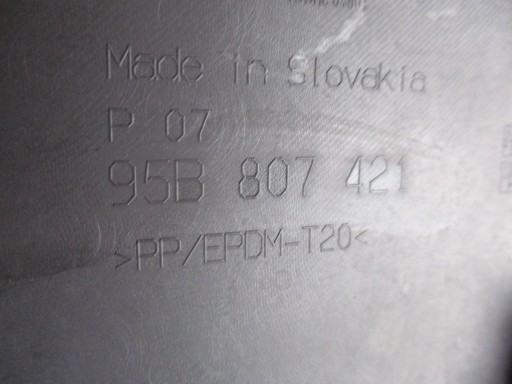 Made in Slovakia
P 07
95B 807 421
>PP/EPDM-T20<